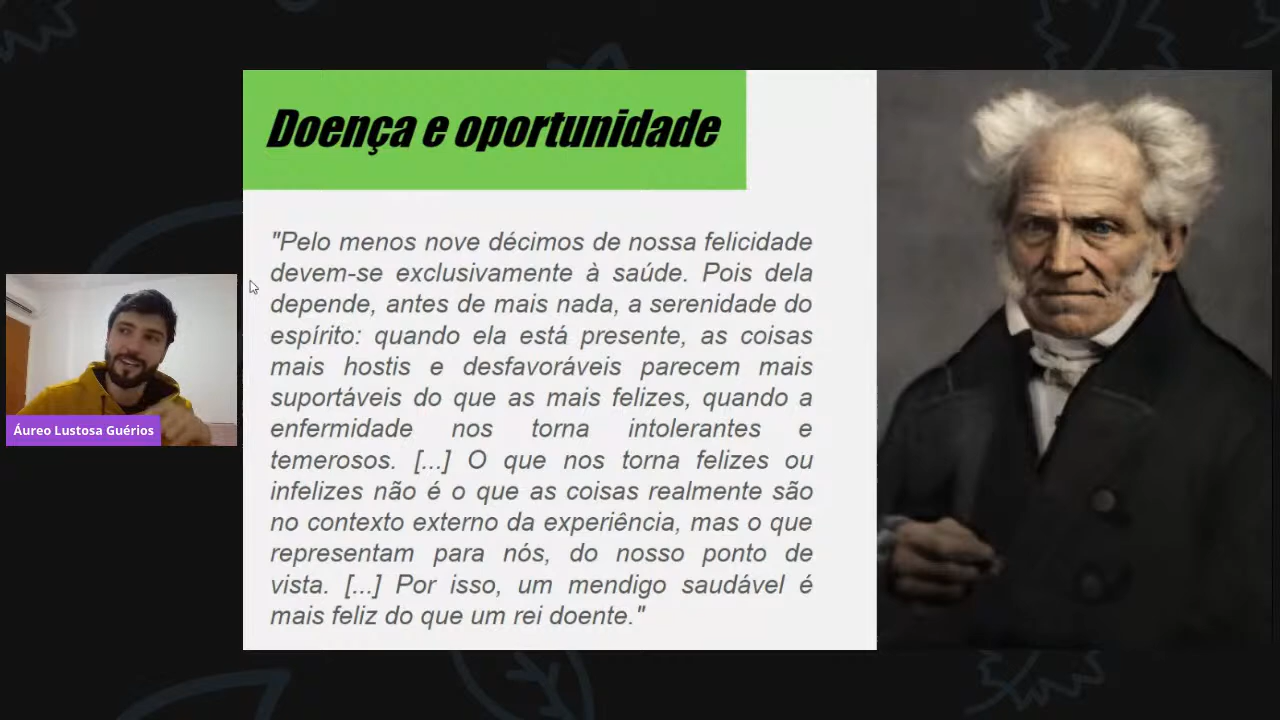 Doença e oportunidade
"Pelo menos nove décimos de nossa felicidade
devem-se exclusivamente à saúde. Pois dela
depende, antes de mais nada, a serenidade do
espírito: quando ela está presente, as coisas
mais hostis e desfavoráveis parecem mais
suportáveis do que as mais felizes, quando a
enfermidade nos torna intolerantes e
temerosos. [...] O que nos torna felizes ou
infelizes não é o que as coisas realmente são
no contexto externo da experiência, mas o que
representam para nós, do nosso ponto de
vista. [...] Por isso, um mendigo saudável é
mais feliz do que um rei doente."
Áureo Lustosa Guérios